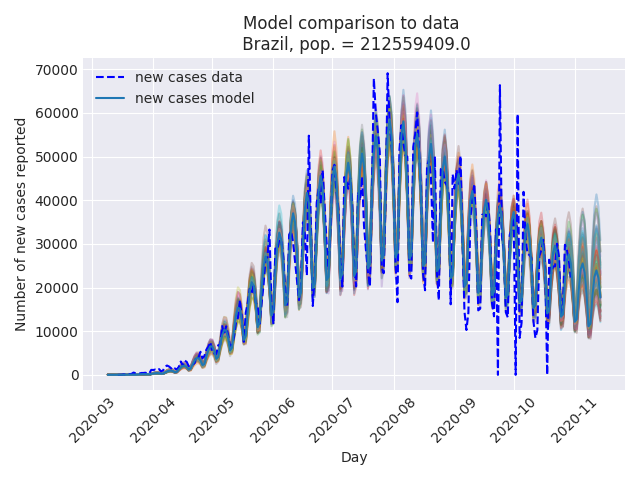 Model comparison to data
Brazil, pop. = 212559409.0
70000
60000
50000
40000
30000
20000
10000
0
Number of new cases reported
new cases data
new cases model
2020-03
2020-04
2020-05
2020-06
2020-07
2020-08
2020-09
2020-10
2020-11
Day